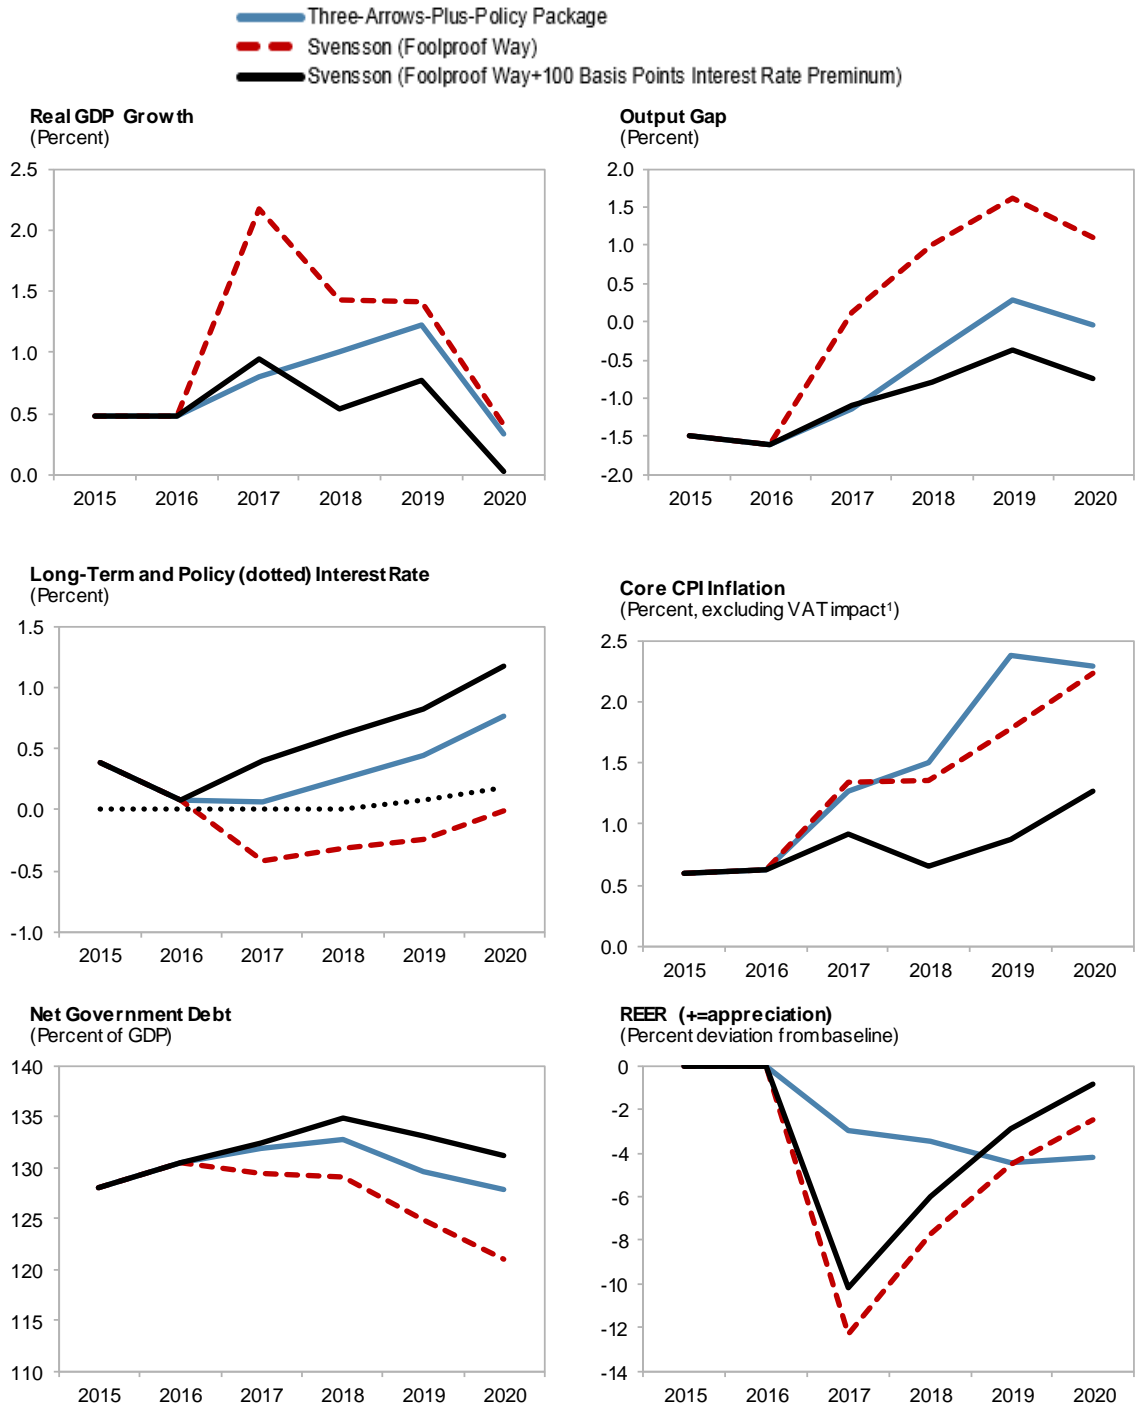 Three-Arrows-Plus-Policy Package
Svensson (Foolproof Way)
Svensson (Foolproof Way+100 Basis Points Interest Rate Preminum)
Real GDP Growth
(Percent)
2.5
2.0
1.5
1.0
0.5
0.0
2015 2016 2017 2018 2019 2020
Output Gap
(Percent)
2.0
1.5
1.0
0.5
0.0
-0.5
-1.0
-1.5
-2.0
2015 2016 2017 2018 2019 2020
Long-Term and Policy (dotted) Interest Rate
(Percent)
1.5
1.0
0.5
0.0
-0.5
-1.0
2015 2016 2017 2018 2019 2020
Core CPI Inflation
(Percent, excluding VAT impact¹)
2.5
2.0
1.5
1.0
0.5
0.0
2015 2016 2017 2018 2019 2020
Net Government Debt
(Percent of GDP)
140
135
130
125
120
115
110
2015 2016 2017 2018 2019 2020
REER (+=appreciation)
(Percent deviation from baseline)
0
-2
-4
-6
-8
-10
-12
-14
2015 2016 2017 2018 2019 2020